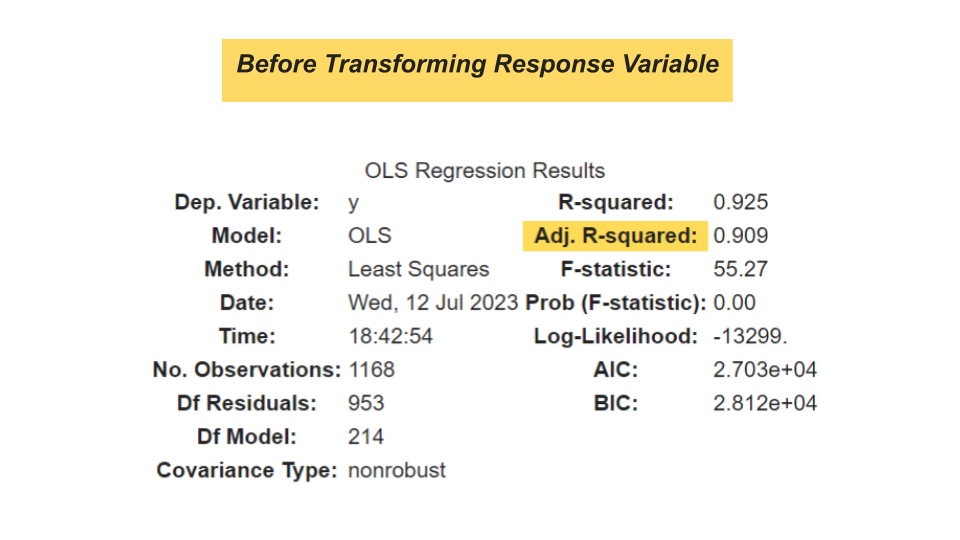 Before Transforming Response Variable
OLS Regression Results
Dep. Variable: y R-squared: 0.925
Model: OLS Adj. R-squared: 0.909
Method: Least Squares F-statistic: 55.27
Date: Wed, 12 Jul 2023 Prob (F-statistic): 0.00
Time: 18:42:54 Log-Likelihood: -13299.
No. Observations: 1168 AIC: 2.703e+04
Df Residuals: 953 BIC: 2.812e+04
Df Model: 214
Covariance Type: nonrobust